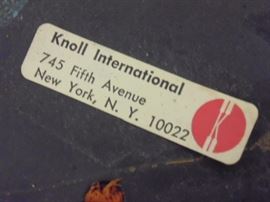 Knoll International
745 Fifth Avenue
New York, N. Y. 10022